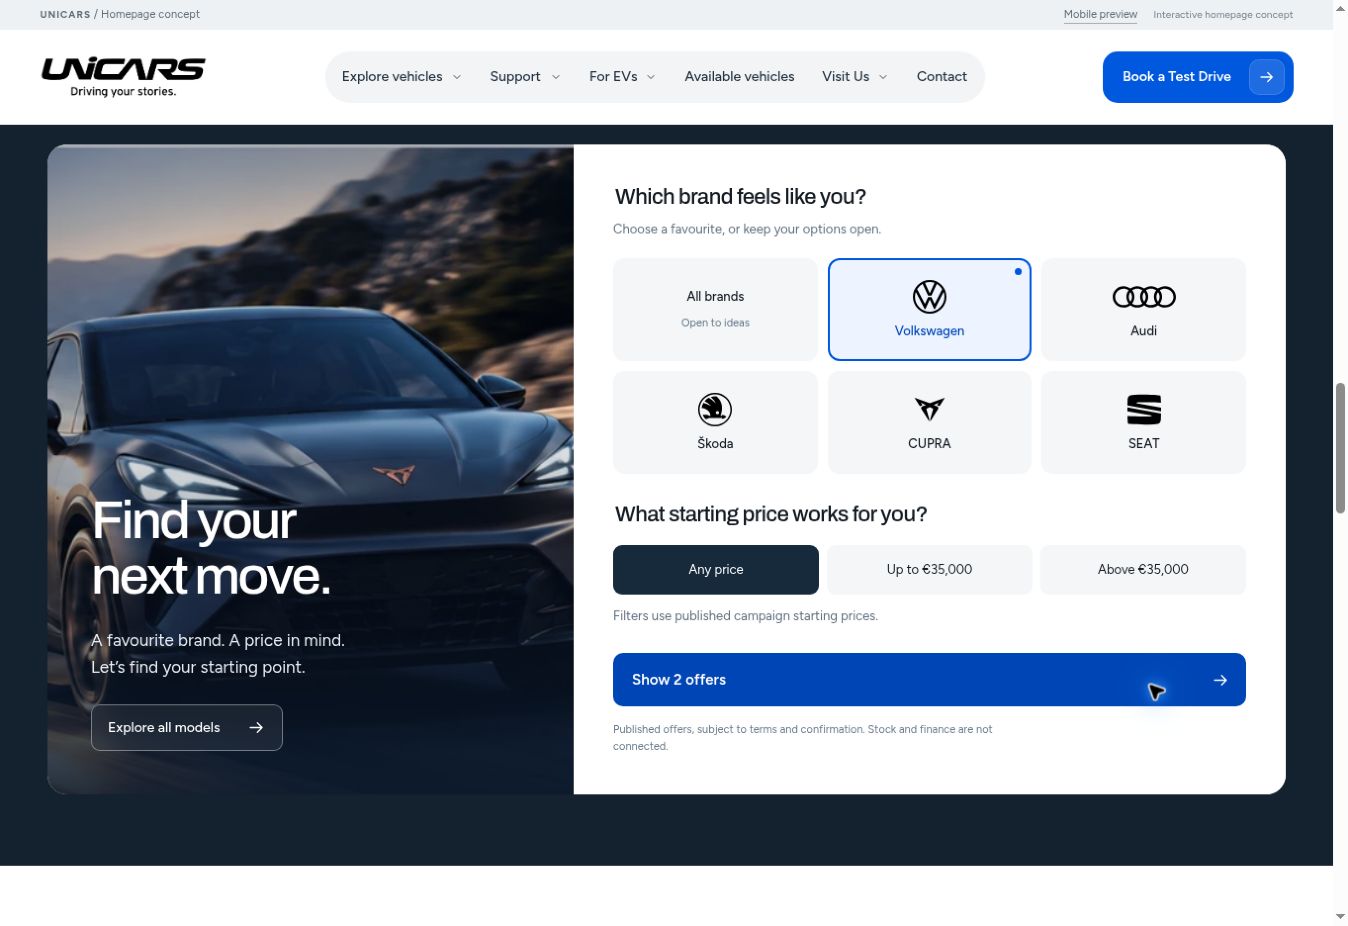 UNICARS / Homepage concept
Mobile preview
Interactive homepage concept
UNICARS
Driving your stories.
Explore vehicles
Support
For EVs
Available vehicles
Visit Us
Contact
Book a Test Drive
Find your
next move.
A favourite brand. A price in mind.
Let’s find your starting point.
Explore all models
Which brand feels like you?
Choose a favourite, or keep your options open.
All brands
Open to ideas
Volkswagen
Audi
Škoda
CUPRA
SEAT
What starting price works for you?
Any price
Up to €35,000
Above €35,000
Filters use published campaign starting prices.
Show 2 offers
Published offers, subject to terms and confirmation. Stock and finance are not
connected.